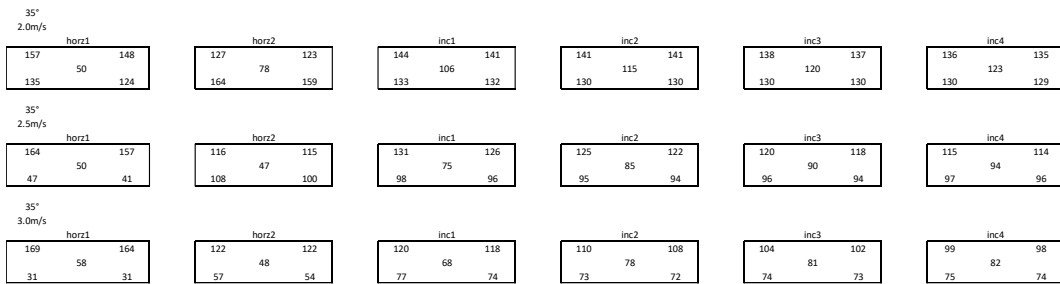 35°
2.0m/s
horz1 horz2 inc1 inc2 inc3 inc4
157 148 127 123 144 141 141 141 138 137 136 135
50 78 106 115 120 123
135 124 164 159 133 132 130 130 130 130 130 129
35°
2.5m/s
horz1 horz2 inc1 inc2 inc3 inc4
164 157 116 115 131 126 125 122 120 118 115 114
50 47 75 85 90 94
47 41 108 100 98 96 95 94 96 94 97 96
35°
3.0m/s
horz1 horz2 inc1 inc2 inc3 inc4
169 164 122 122 120 118 110 108 104 102 99 98
58 48 68 78 81 82
31 31 57 54 77 74 73 72 74 73 75 74